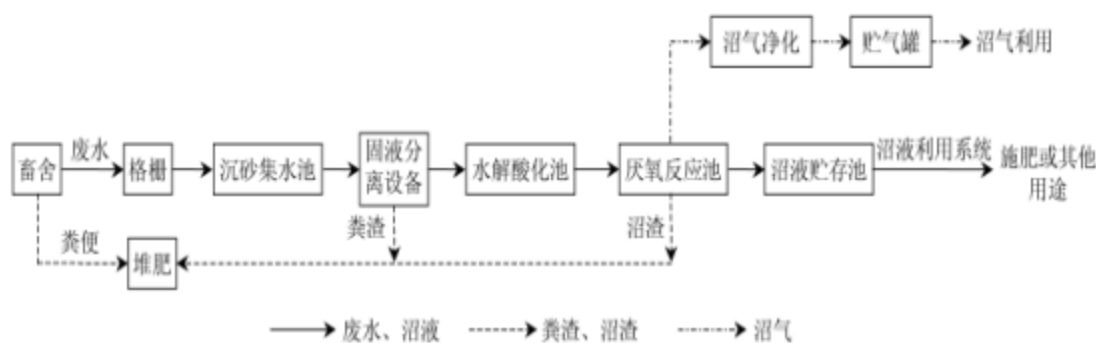 沼气净化
贮气罐
沼气利用
畜舍
废水
格栅
沉砂集水池
固液分
离设备
水解酸化池
厌氧反应池
沼液贮存池
沼液利用系统
施肥或其他
用途
粪渣
沼渣
粪便
堆肥
废水、沼液
粪渣、沼渣
沼气